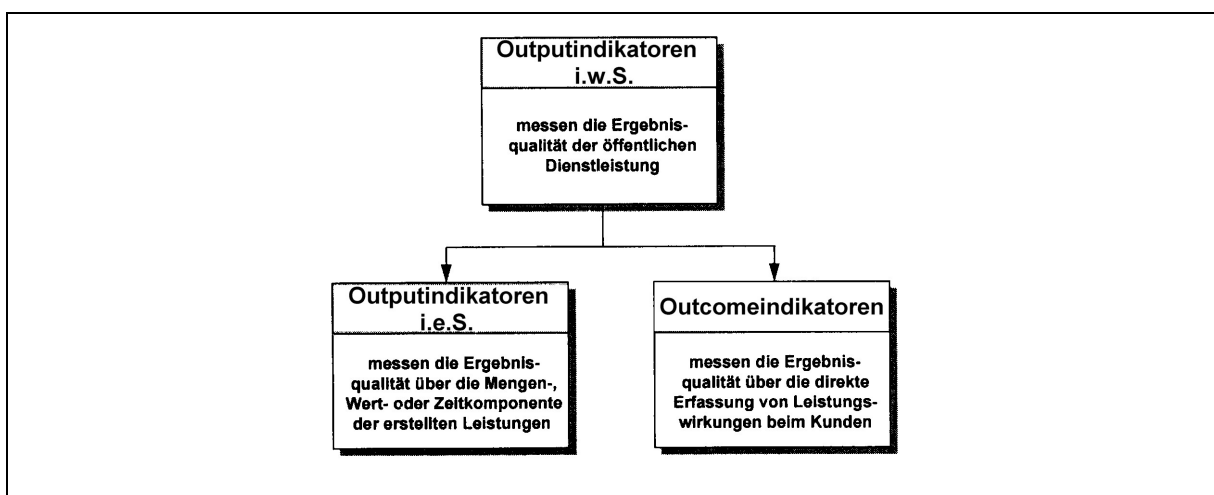 Outputindikatoren
i.w.S.
messen die Ergebnis-
qualität der öffentlichen
Dienstleistung
Outputindikatoren
i.e.S.
messen die Ergebnis-
qualität über die Mengen-,
Wert- oder Zeitkomponente
der erstellten Leistungen
Outcomeindikatoren
messen die Ergebnis-
qualität über die direkte
Erfassung von Leistungs-
wirkungen beim Kunden